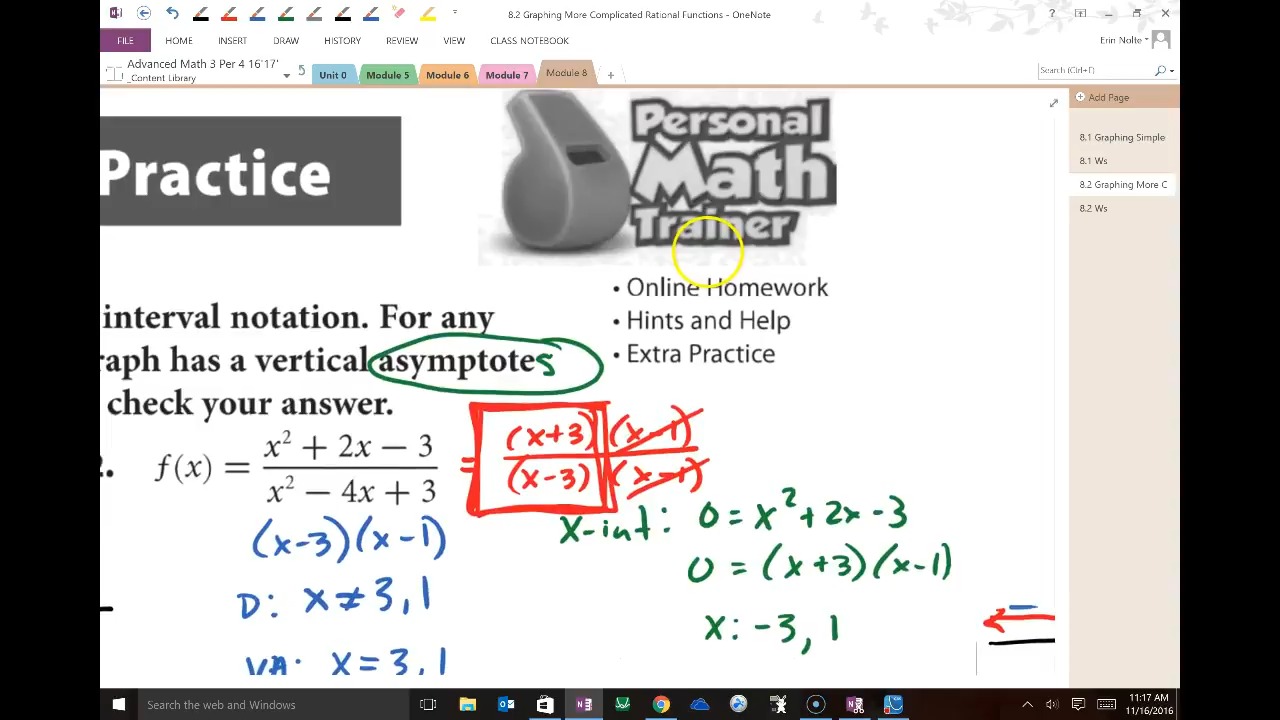 8.2 Graphing More Complicated Rational Functions - OneNote
?
FILE HOME INSERT DRAW HISTORY REVIEW VIEW CLASS NOTEBOOK
Erin Nolte
Advanced Math 3 Per 4 16'17'
_Content Library
5
Unit 0 Module 5 Module 6 Module 7 Module 8 +
Search (Ctrl+E)
Add Page
8.1 Graphing Simple
8.1 Ws
8.2 Graphing More C
8.2 Ws
Practice
Personal
Math
Trainer
• Online Homework
• Hints and Help
• Extra Practice
interval notation. For any
raph has a vertical asymptotes
check your answer.
f(x) = x² + 2x − 3 / x² − 4x + 3 = (x+3)(x-1) / (x-3)(x-1)
(x-3)(x-1)
D: x ≠ 3, 1
VA: x = 3, 1
x-int: 0 = x² + 2x - 3
0 = (x+3)(x-1)
x: -3, 1
Search the web and Windows
11:17 AM
11/16/2016